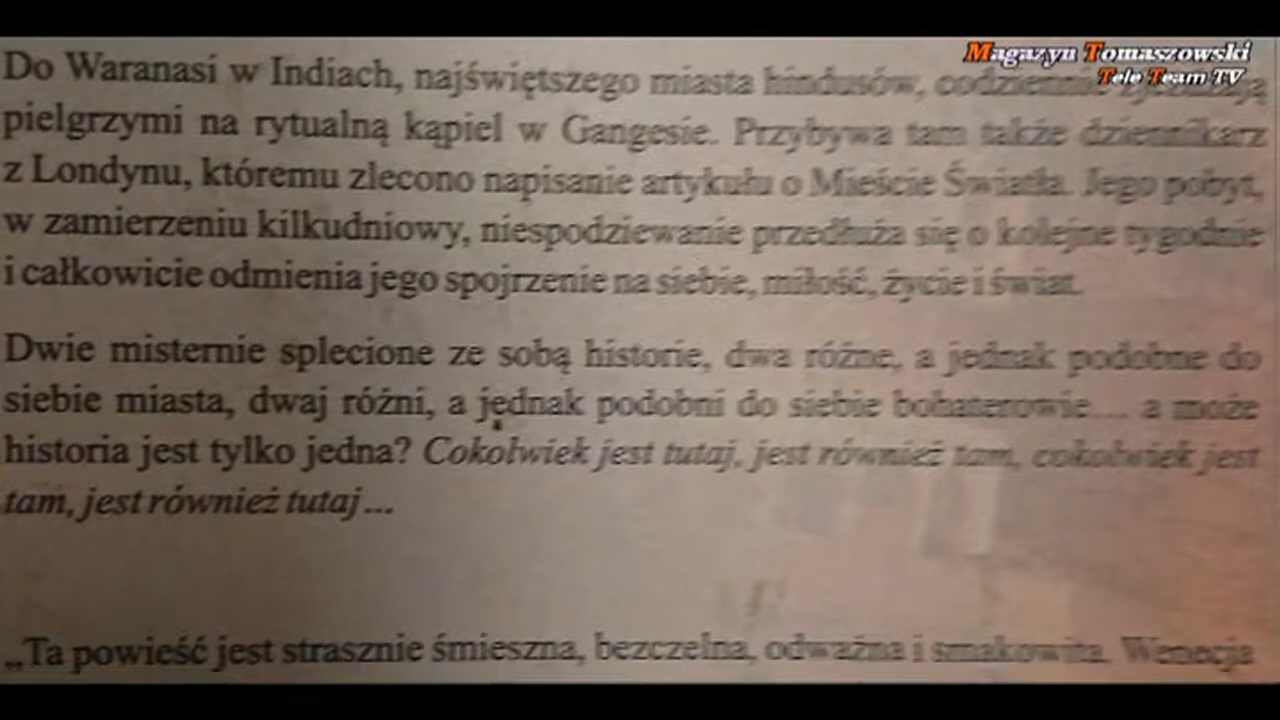 Magazyn Tomaszowski
Tele Team TV
Do Waranasi w Indiach, najświętszego miasta hindusów, codziennie
pielgrzymi na rytualną kąpiel w Gangesie. Przybywa tam także dziennikarz
z Londynu, któremu zlecono napisanie artykułu o Mieście Światła. Jego pobyt,
w zamierzeniu kilkudniowy, niespodziewanie przedłuża się o kolejne tygodnie
i całkowicie odmienia jego spojrzenie na siebie, miłość, życie i świat.
Dwie misternie splecione ze sobą historie, dwa różne, a jednak podobne do
siebie miasta, dwaj różni, a jednak podobni do siebie bohaterowie... a może
historia jest tylko jedna? Cokolwiek jest tutaj, jest również tam, cokolwiek jest
tam, jest również tutaj...
„Ta powieść jest strasznie śmieszna, bezczelna, odważna i smakowita. Wenecja